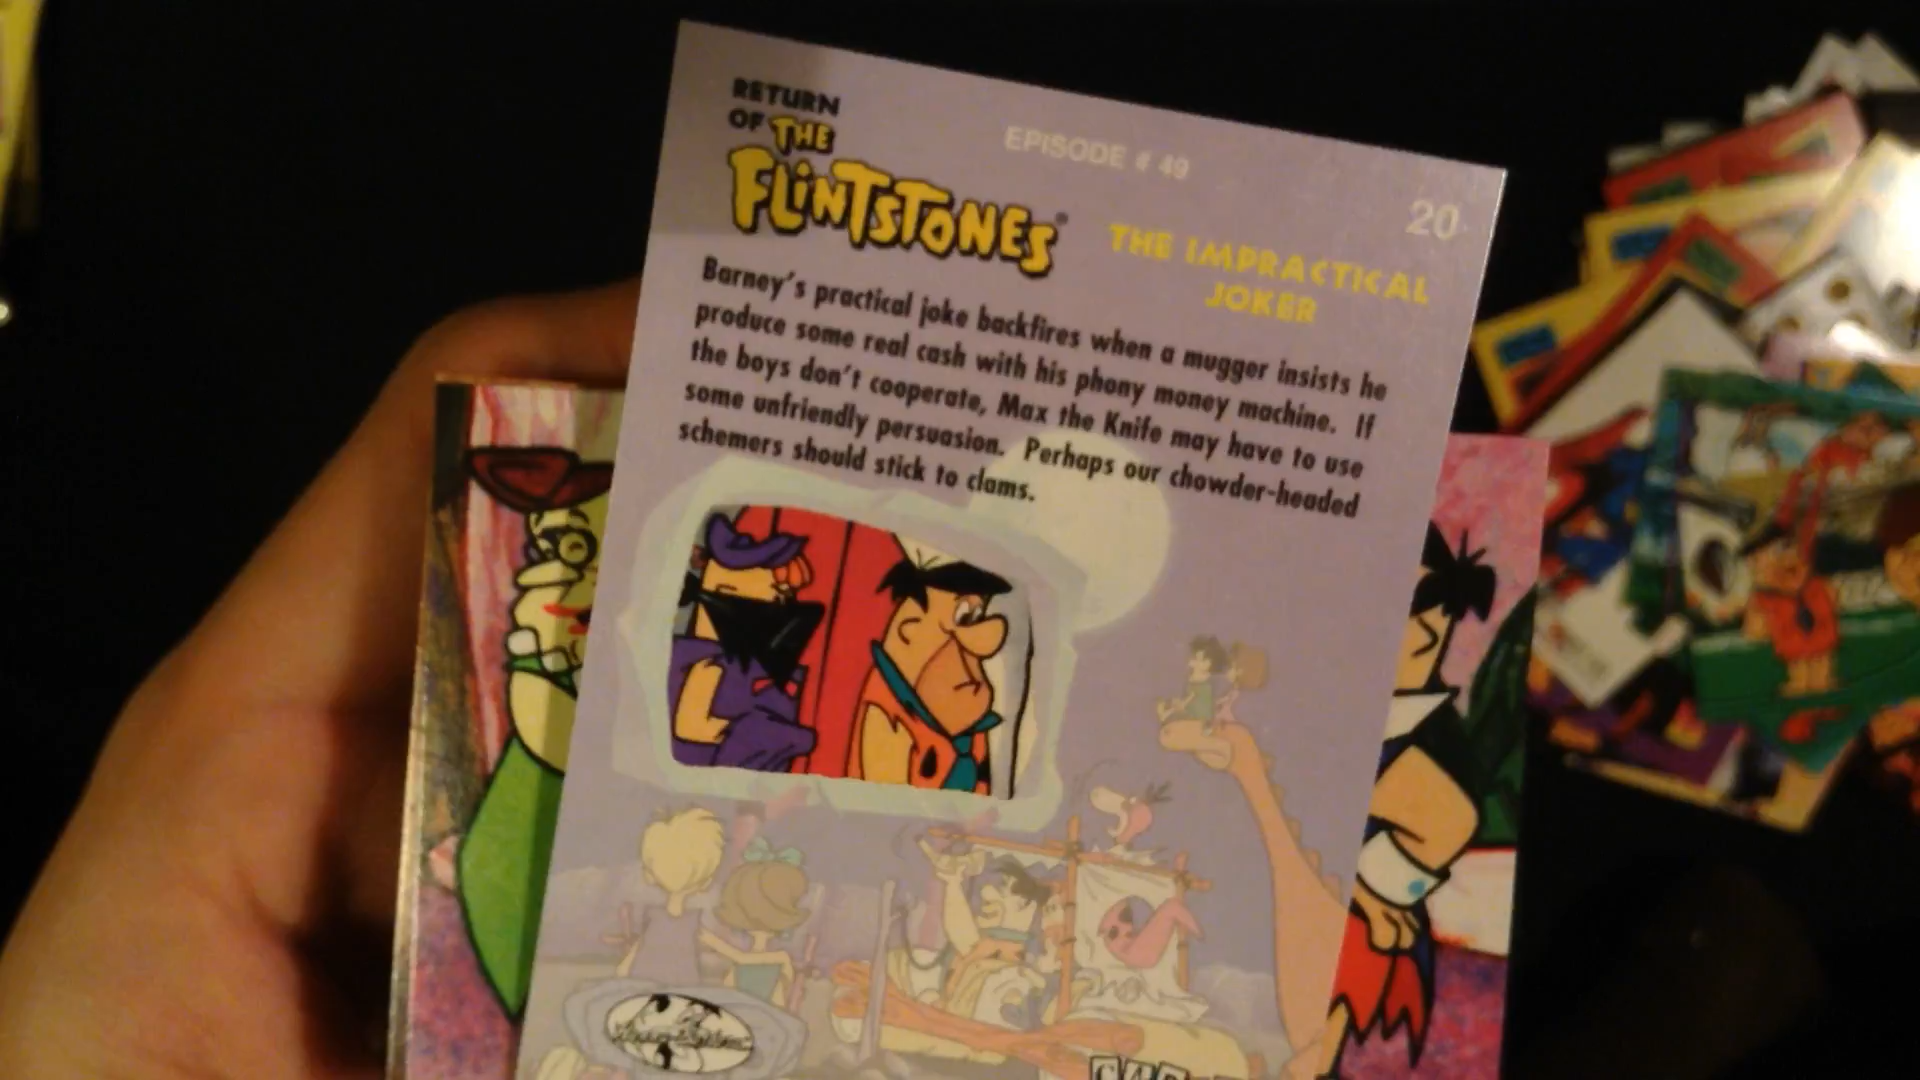 RETURN
OF THE
FLINTSTONES®
EPISODE # 49
20
THE IMPRACTICAL
JOKER
Barney's practical joke backfires when a mugger insists he
produce some real cash with his phony money machine. If
the boys don't cooperate, Max the Knife may have to use
some unfriendly persuasion. Perhaps our chowder-headed
schemers should stick to clams.